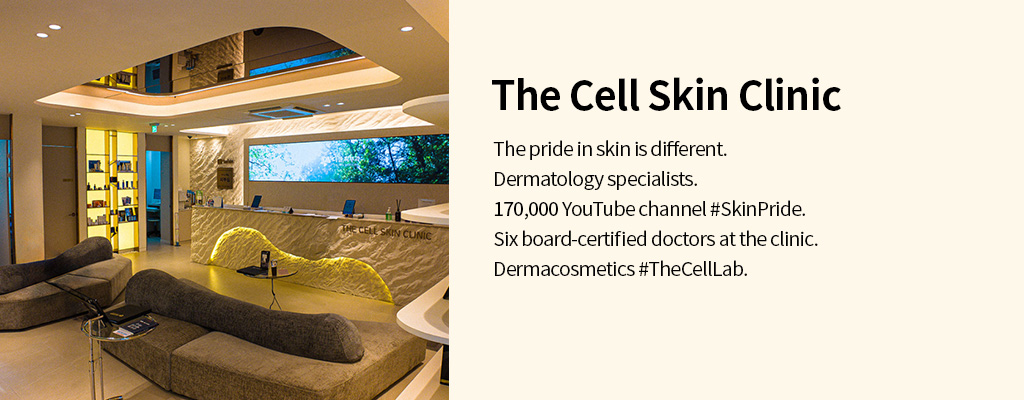 The Cell Skin Clinic
The pride in skin is different.
Dermatology specialists.
170,000 YouTube channel #SkinPride.
Six board-certified doctors at the clinic.
Dermacosmetics #TheCellLab.
THE CELL SKIN CLINIC